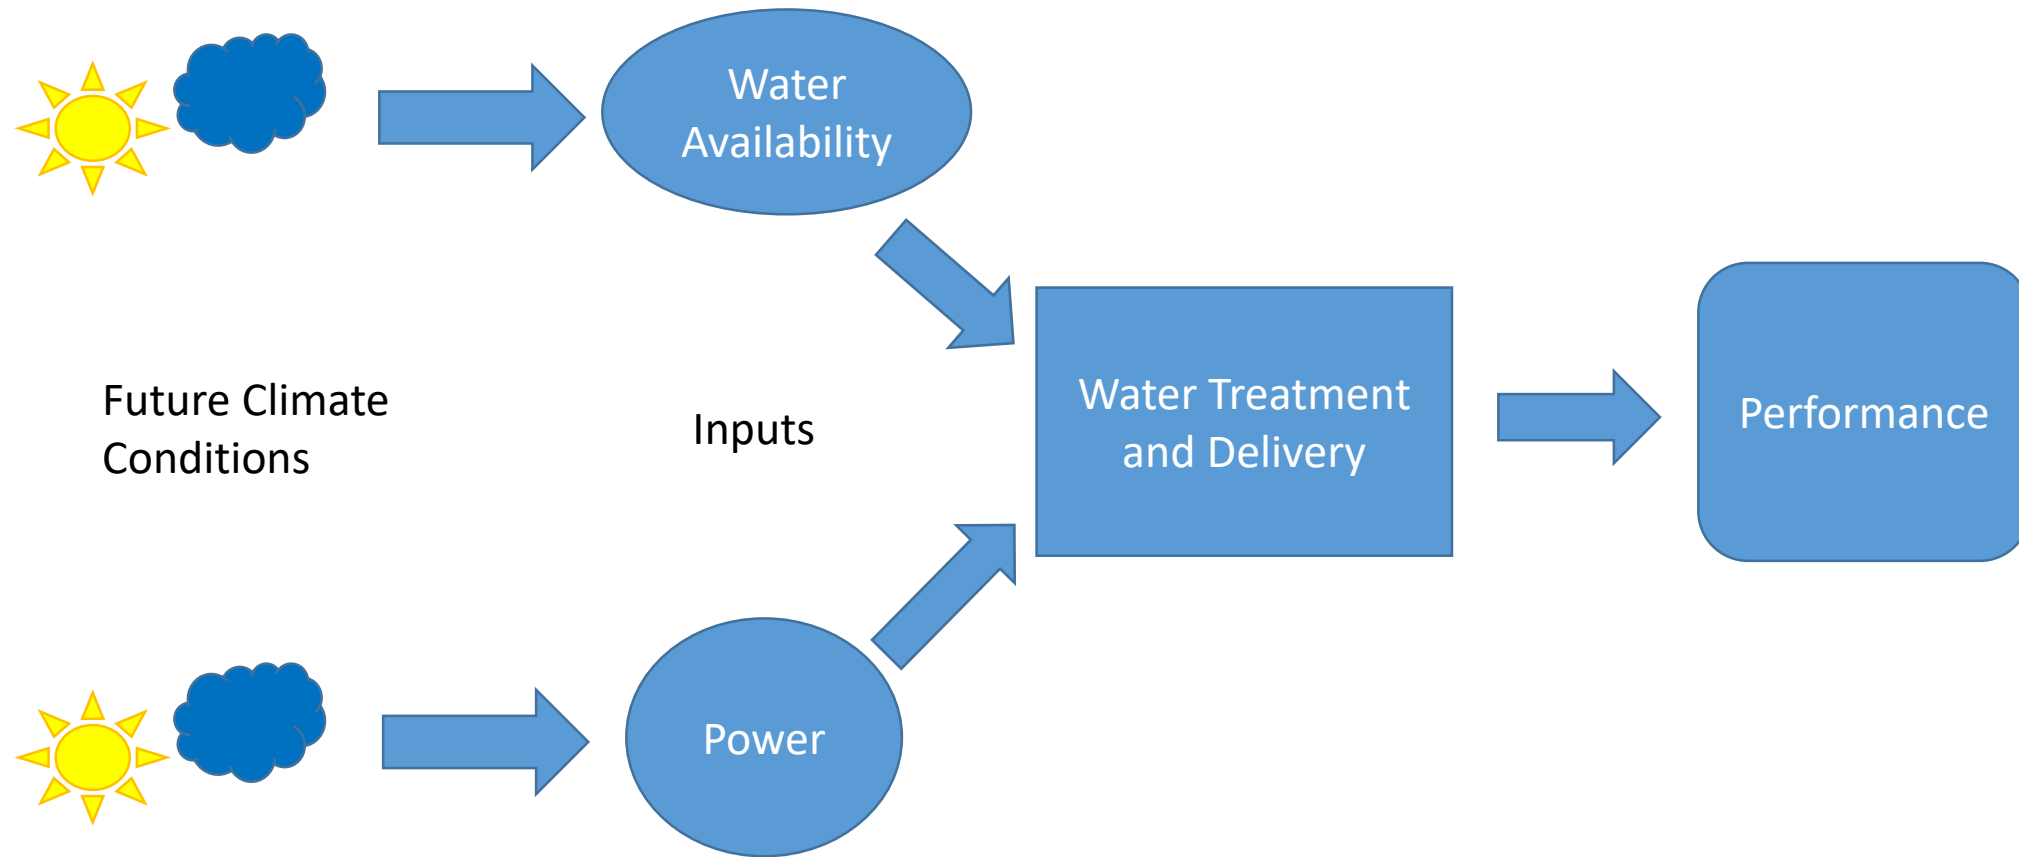 Water
Availability
Future Climate
Conditions
Inputs
Water Treatment
and Delivery
Performance
Power